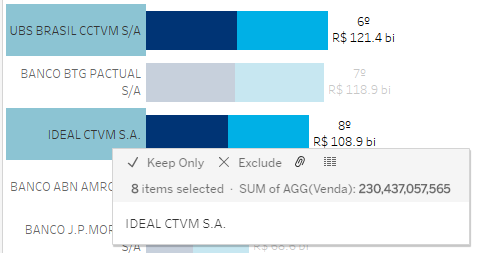 UBS BRASIL CCTVM S/A
6º
R$ 121.4 bi
BANCO BTG PACTUAL
S/A
7º
R$ 118.9 bi
IDEAL CTVM S.A.
8º
R$ 108.9 bi
Keep Only Exclude
8 items selected · SUM of AGG(Venda): 230,437,057,565
IDEAL CTVM S.A.
BANCO ABN
BANCO J.P.
S/A